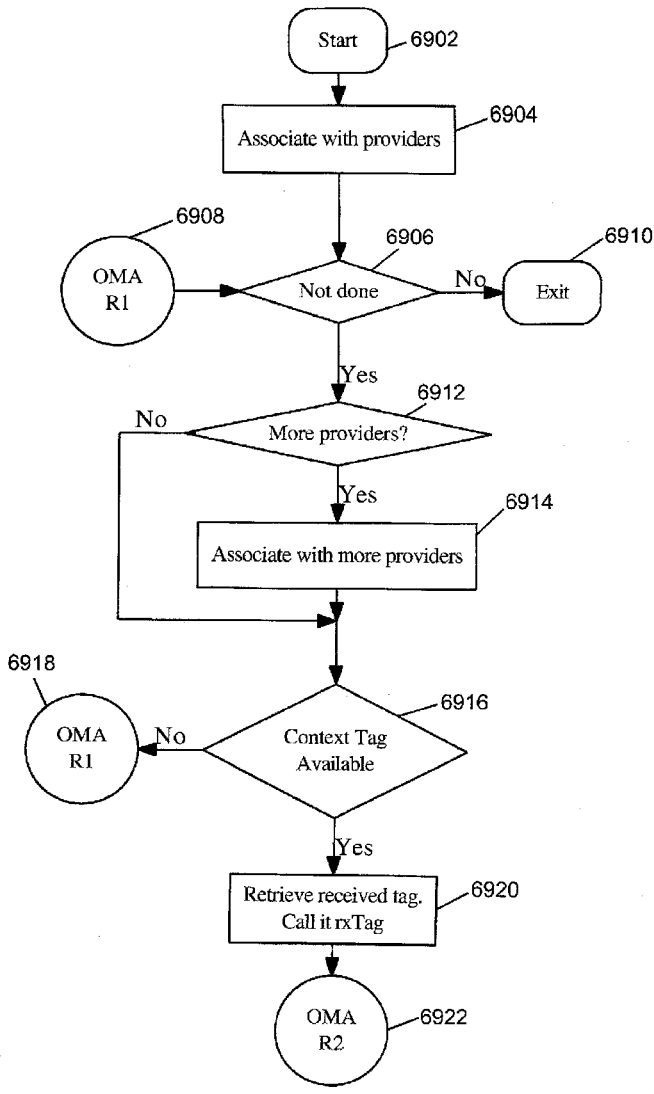 Start
6902
Associate with providers
6904
6908
OMA
R1
6906
Not done
No
6910
Exit
Yes
6912
More providers?
No
Yes
6914
Associate with more providers
6918
OMA
R1
No
6916
Context Tag
Available
Yes
Retrieve received tag.
Call it rxTag
6920
OMA
R2
6922